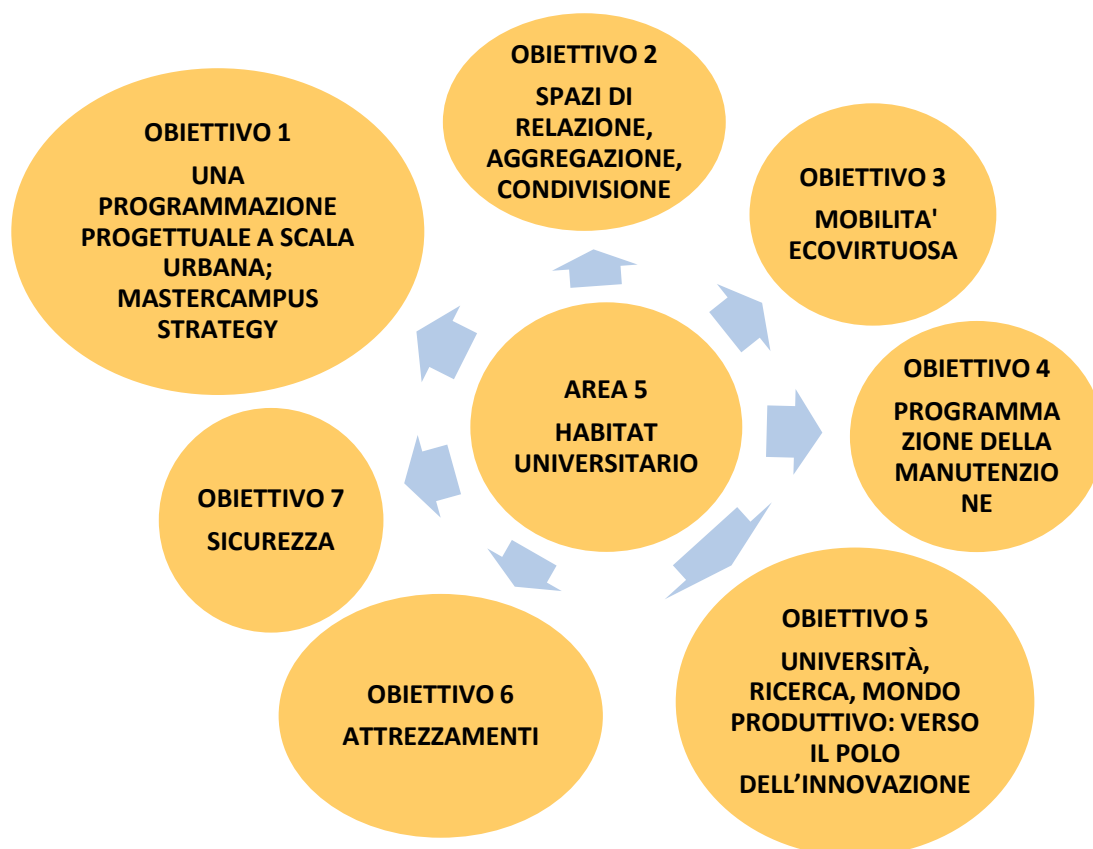 OBIETTIVO 1
UNA
PROGRAMMAZIONE
PROGETTUALE A SCALA
URBANA;
MASTERCAMPUS
STRATEGY
OBIETTIVO 2
SPAZI DI
RELAZIONE,
AGGREGAZIONE,
CONDIVISIONE
OBIETTIVO 3
MOBILITA'
ECOVIRTUOSA
OBIETTIVO 4
PROGRAMMA
ZIONE DELLA
MANUTENZIO
NE
OBIETTIVO 5
UNIVERSITÀ,
RICERCA, MONDO
PRODUTTIVO: VERSO
IL POLO
DELL’INNOVAZIONE
OBIETTIVO 6
ATTREZZAMENTI
OBIETTIVO 7
SICUREZZA
AREA 5
HABITAT
UNIVERSITARIO